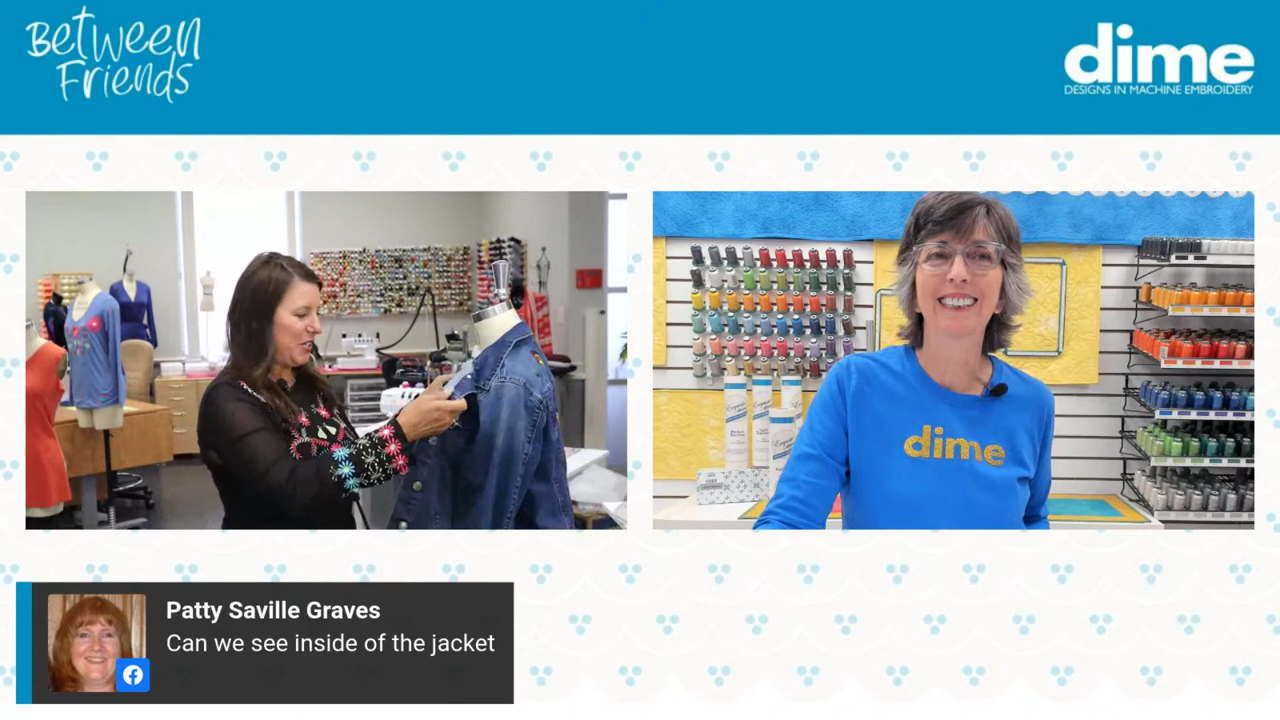 Between
Friends
dime
DESIGNS IN MACHINE EMBROIDERY
dime
Patty Saville Graves
Can we see inside of the jacket